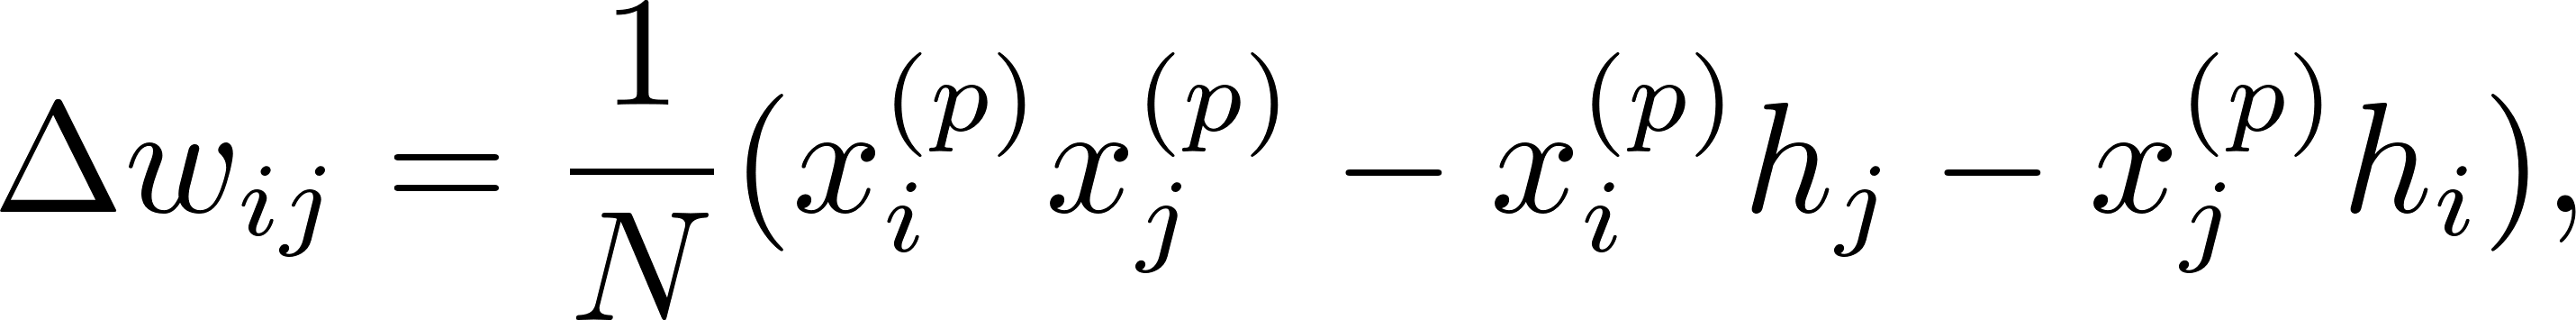 Δw_{ij} = \frac{1}{N}(x_i^{(p)} x_j^{(p)} − x_i^{(p)} h_j − x_j^{(p)} h_i),